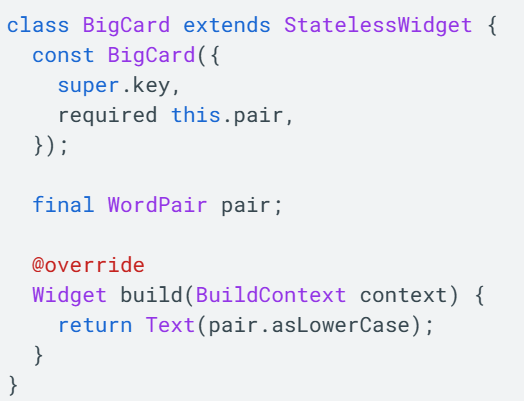 class BigCard extends StatelessWidget {
  const BigCard({
    super.key,
    required this.pair,
  });

  final WordPair pair;

  @override
  Widget build(BuildContext context) {
    return Text(pair.asLowerCase);
  }
}